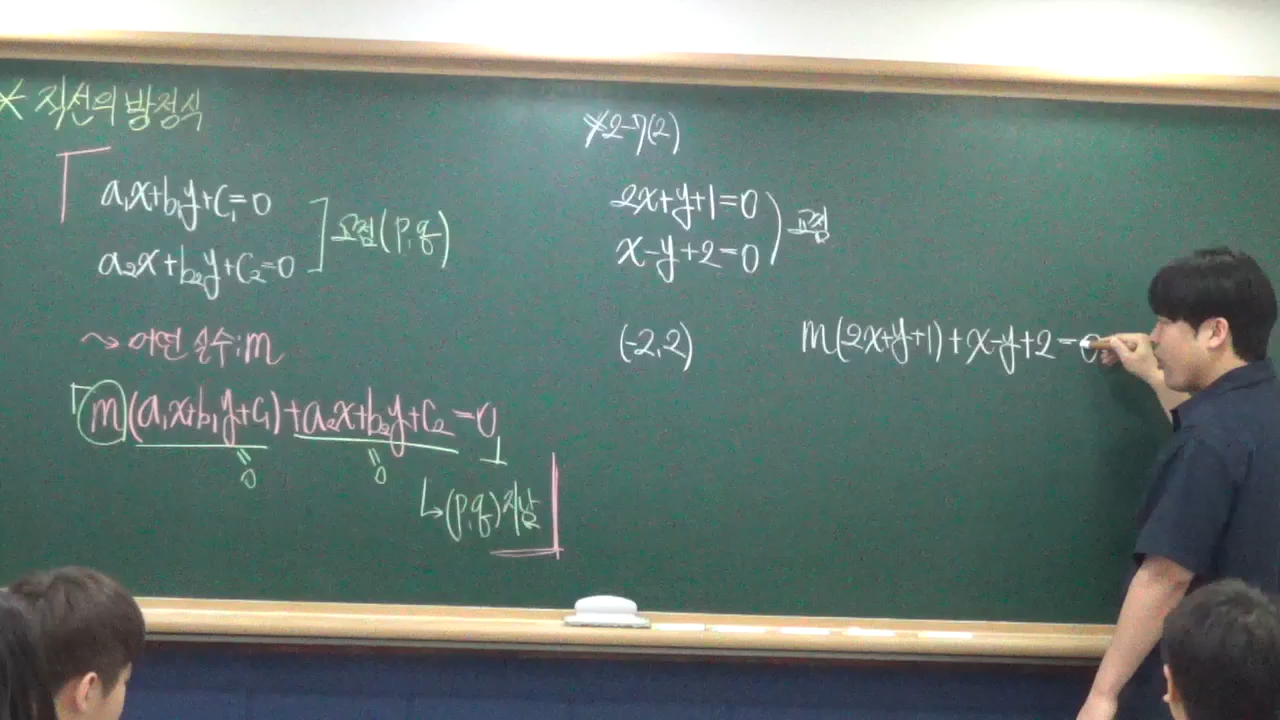 * 직선의 방정식
a₁x+b₁y+c₁=0
a₂x+b₂y+c₂=0
교점(p,q)
~> 어떤 실수:m
m(a₁x+b₁y+c₁)+a₂x+b₂y+c₂=0
=0 =0
↳(p,q)지남
*2-7(2)
2x+y+1=0
x-y+2=0
교점
(-2,2)
m(2x+y+1)+x-y+2=0